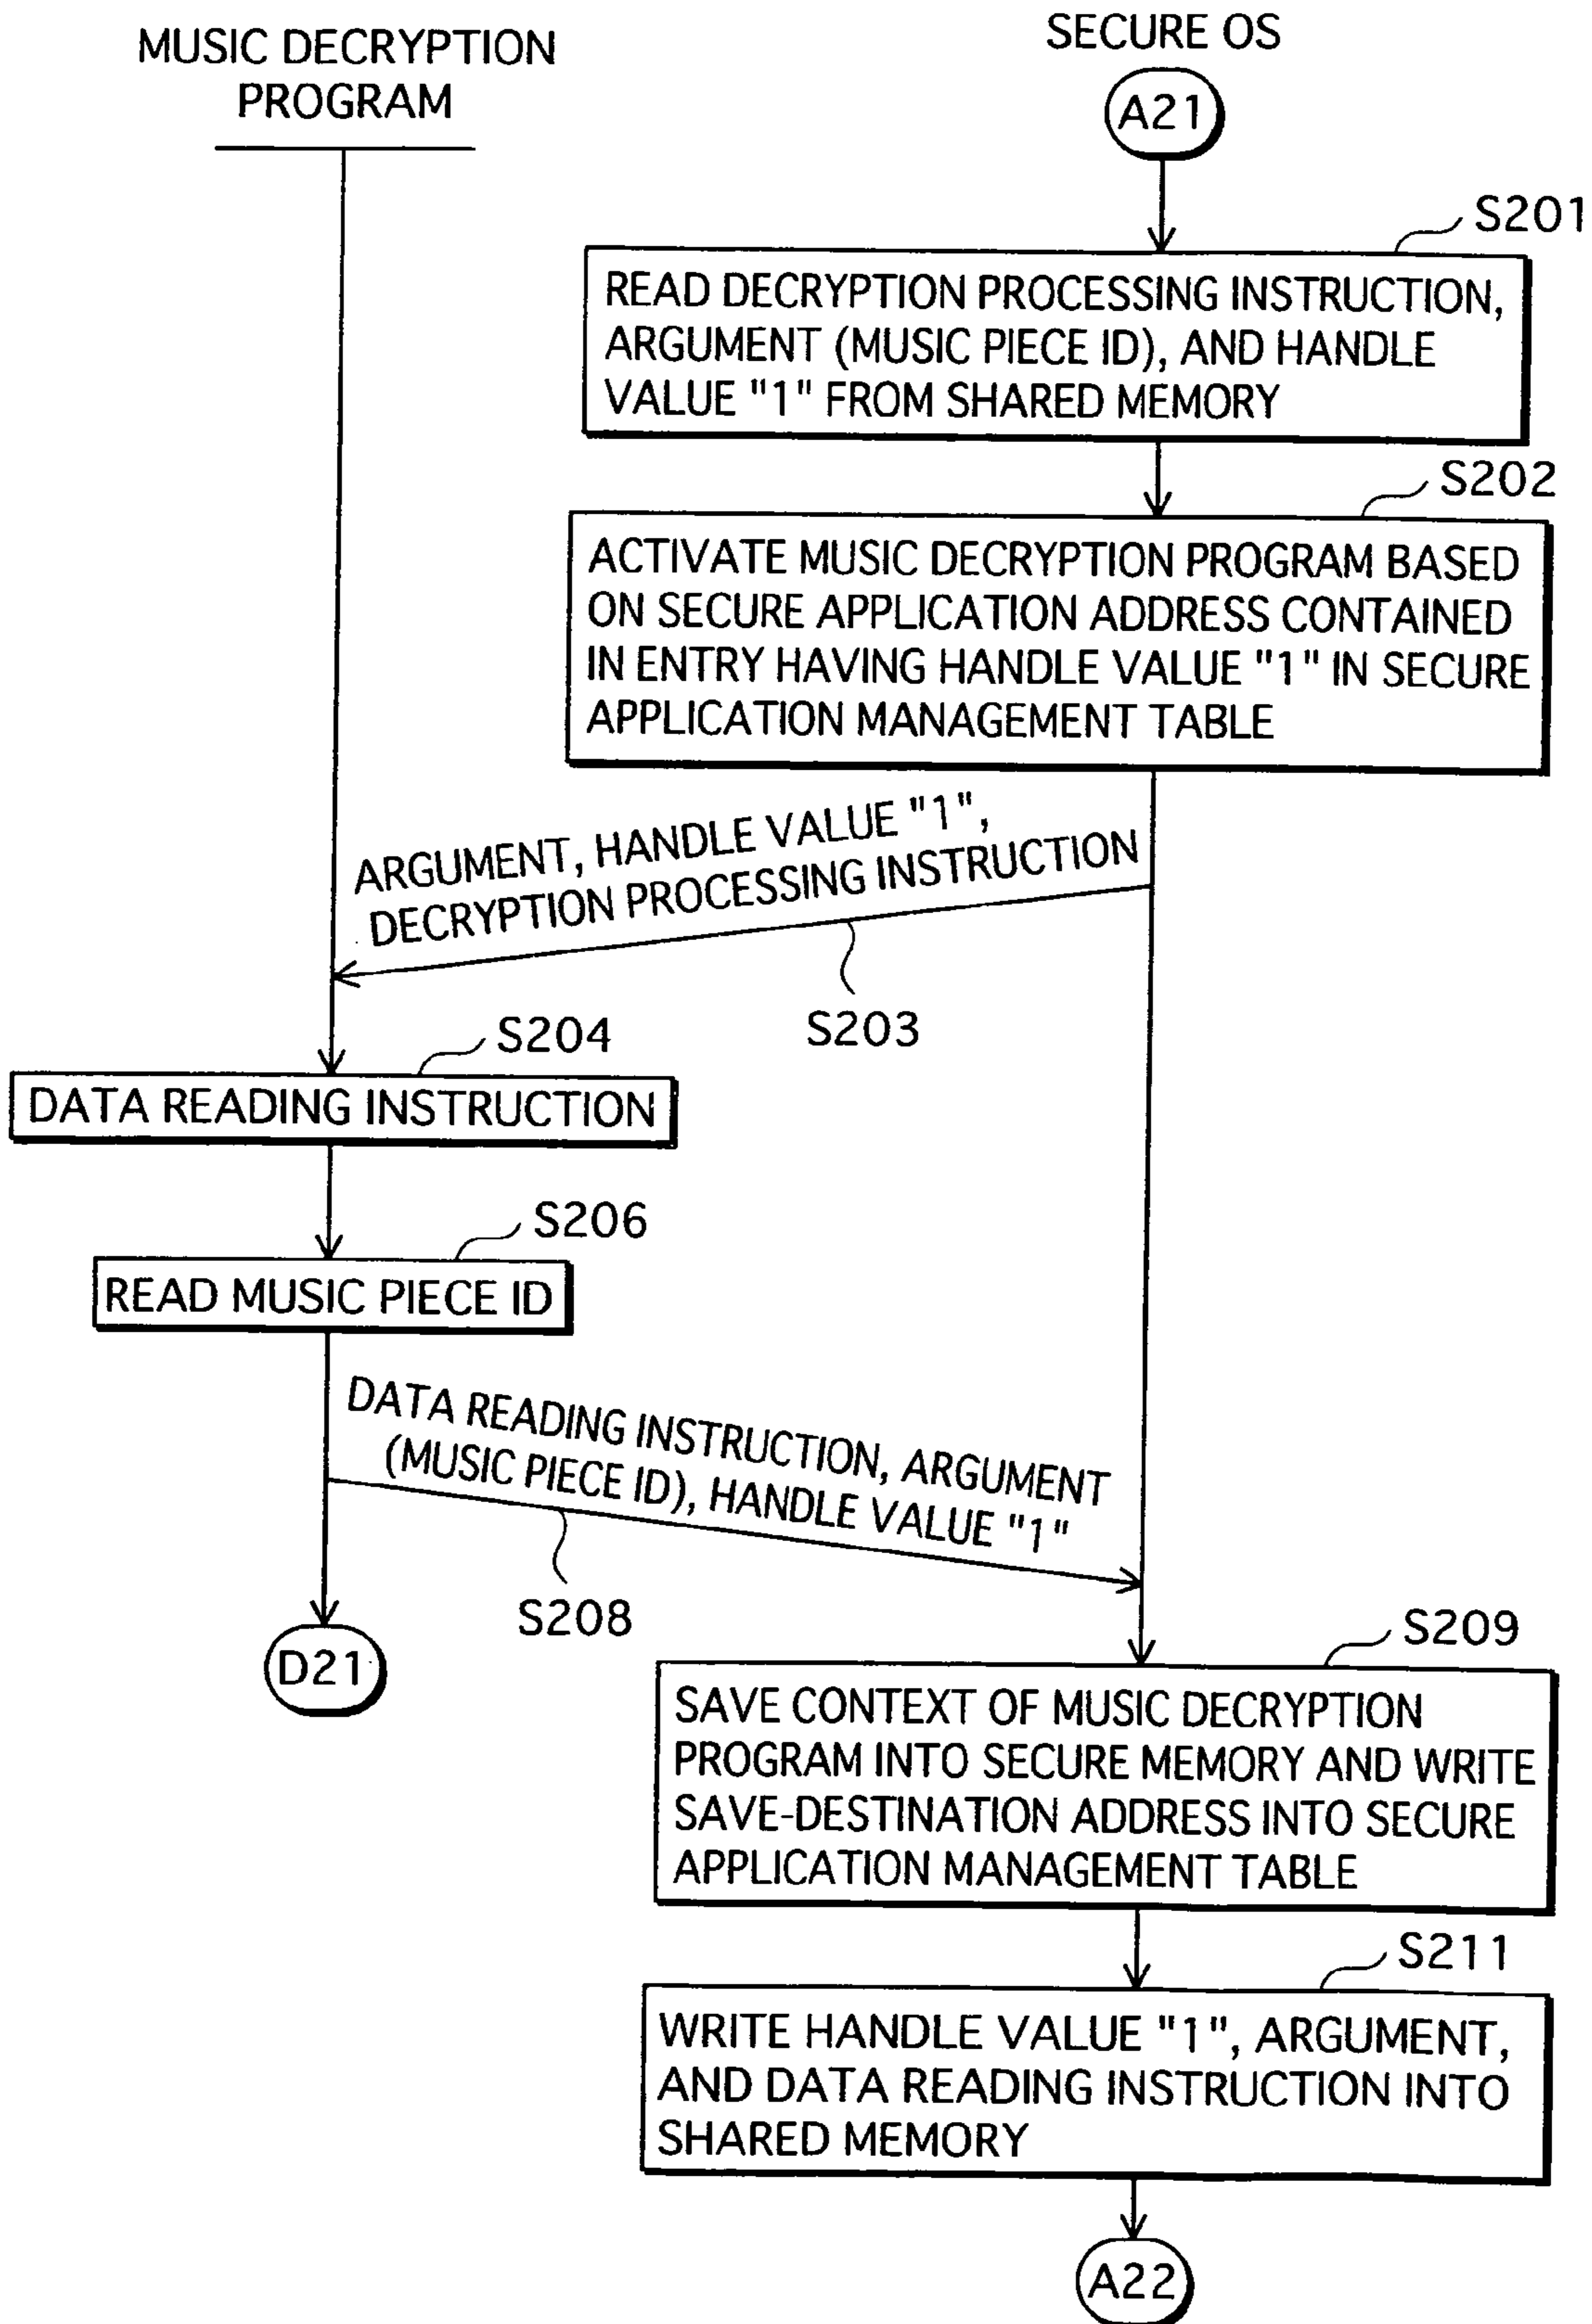 MUSIC DECRYPTION
PROGRAM
SECURE OS
A21
S201
READ DECRYPTION PROCESSING INSTRUCTION,
ARGUMENT (MUSIC PIECE ID), AND HANDLE
VALUE "1" FROM SHARED MEMORY
S202
ACTIVATE MUSIC DECRYPTION PROGRAM BASED
ON SECURE APPLICATION ADDRESS CONTAINED
IN ENTRY HAVING HANDLE VALUE "1" IN SECURE
APPLICATION MANAGEMENT TABLE
ARGUMENT, HANDLE VALUE "1",
DECRYPTION PROCESSING INSTRUCTION
S203
S204
DATA READING INSTRUCTION
S206
READ MUSIC PIECE ID
DATA READING INSTRUCTION, ARGUMENT
(MUSIC PIECE ID), HANDLE VALUE "1"
S208
D21
S209
SAVE CONTEXT OF MUSIC DECRYPTION
PROGRAM INTO SECURE MEMORY AND WRITE
SAVE-DESTINATION ADDRESS INTO SECURE
APPLICATION MANAGEMENT TABLE
S211
WRITE HANDLE VALUE "1", ARGUMENT,
AND DATA READING INSTRUCTION INTO
SHARED MEMORY
A22